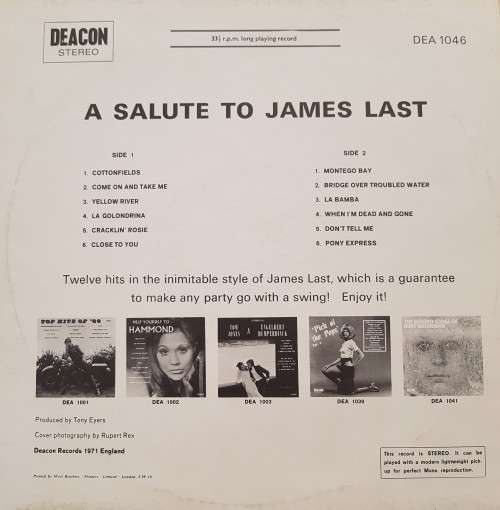 DEACON
STEREO
33⅓ r.p.m. long playing record
DEA 1046
A SALUTE TO JAMES LAST
SIDE 1
1. COTTONFIELDS
2. COME ON AND TAKE ME
3. YELLOW RIVER
4. LA GOLONDRINA
5. CRACKLIN' ROSIE
6. CLOSE TO YOU
SIDE 2
1. MONTEGO BAY
2. BRIDGE OVER TROUBLED WATER
3. LA BAMBA
4. WHEN I'M DEAD AND GONE
5. DON'T TELL ME
6. PONY EXPRESS
Twelve hits in the inimitable style of James Last, which is a guarantee
to make any party go with a swing! Enjoy it!
TOP HITS OF '69
HELP YOURSELF TO
HAMMOND
TOM JONES & ENGELBERT HUMPERDINCK
Pick of the Pops
DEA 1001
DEA 1002
DEA 1003
DEA 1036
DEA 1041
Produced by Tony Eyers
Cover photography by Rupert Rex
Deacon Records 1971 England
This record is STEREO. It can be
played with a modern lightweight pick-
up for perfect Mono reproduction.